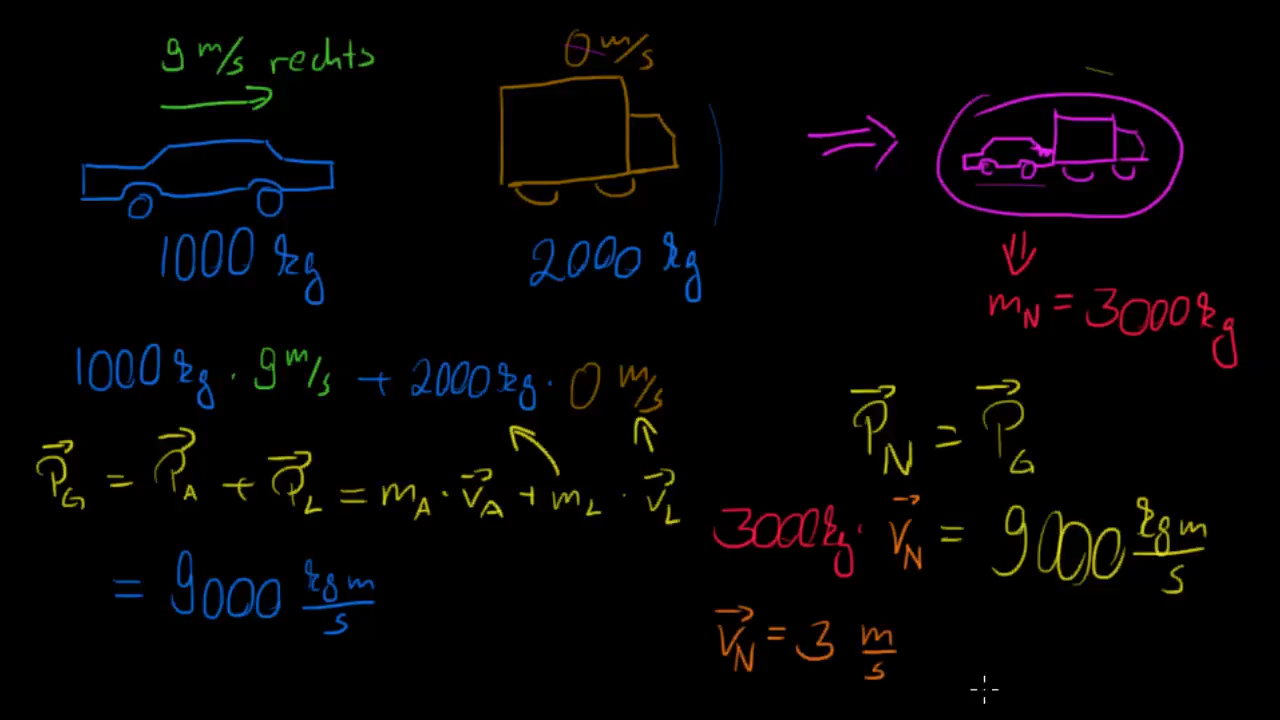 9 m/s rechts
0 m/s
1000 kg
2000 kg
m_N = 3000 kg
1000 kg · 9 m/s + 2000 kg · 0 m/s
P⃗_G = P⃗_A + P⃗_L = m_A · v⃗_A + m_L · v⃗_L
= 9000 kgm/s
P⃗_N = P⃗_G
3000 kg · v⃗_N = 9000 kgm/s
v⃗_N = 3 m/s